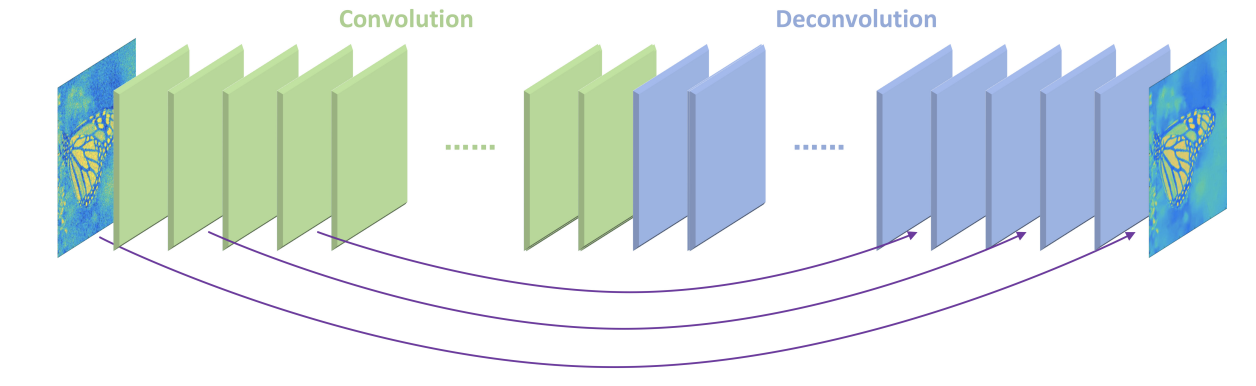 Convolution
Deconvolution
......
......